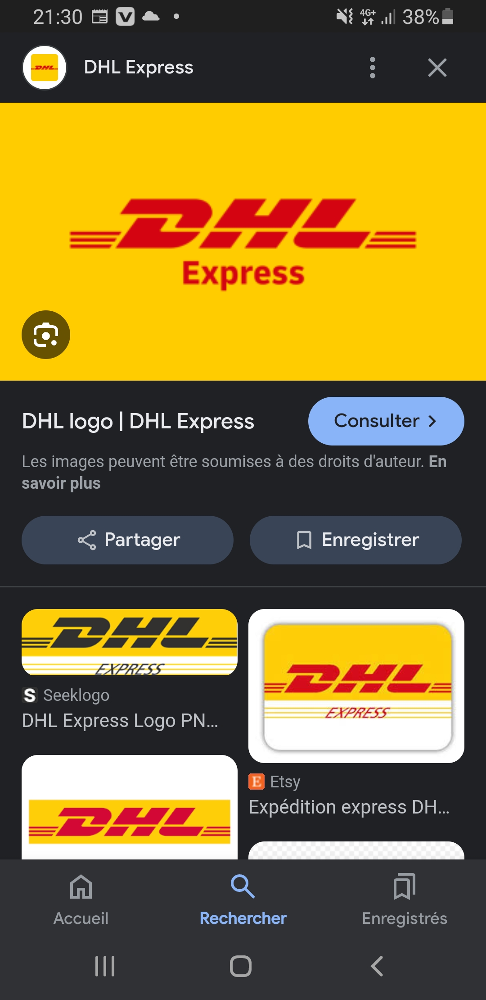 21:30
4G+
38%
DHL
DHL Express
DHL
Express
DHL logo | DHL Express
Consulter
Les images peuvent être soumises à des droits d'auteur. En
savoir plus
Partager
Enregistrer
DHL
EXPRESS
S Seeklogo
DHL Express Logo PN...
DHL
EXPRESS
E Etsy
Expédition express DH...
DHL
Accueil
Rechercher
Enregistrés